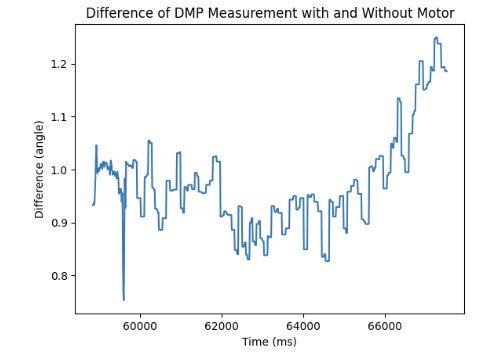 Difference of DMP Measurement with and Without Motor
1.2
1.1
1.0
0.9
0.8
Difference (angle)
60000 62000 64000 66000
Time (ms)